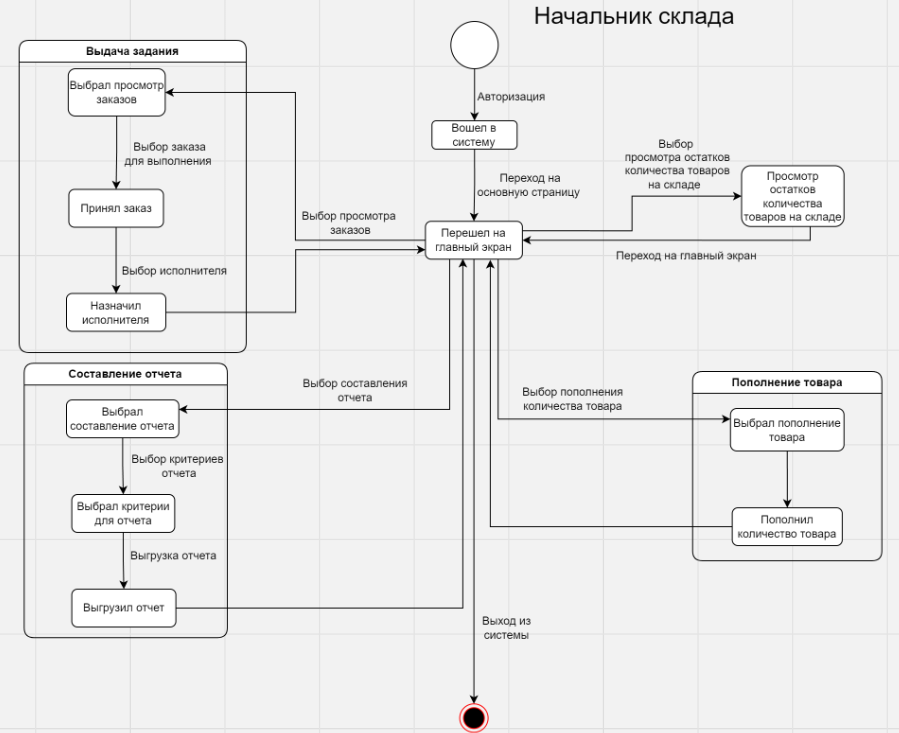 Начальник склада
Выдача задания
Выбрал просмотр
заказов
Выбор заказа
для выполнения
Принял заказ
Выбор исполнителя
Назначил
исполнителя
Авторизация
Вошел в
систему
Переход на
основную страницу
Перешел на
главный экран
Выбор просмотра
заказов
Выбор
просмотра остатков
количества товаров
на складе
Просмотр
остатков
количества
товаров на складе
Переход на главный экран
Составление отчета
Выбрал
составление отчета
Выбор критериев
отчета
Выбрал критерии
для отчета
Выгрузка отчета
Выгрузил отчет
Выбор составления
отчета
Выбор пополнения
количества товара
Пополнение товара
Выбрал пополнение
товара
Пополнил
количество товара
Выход из
системы